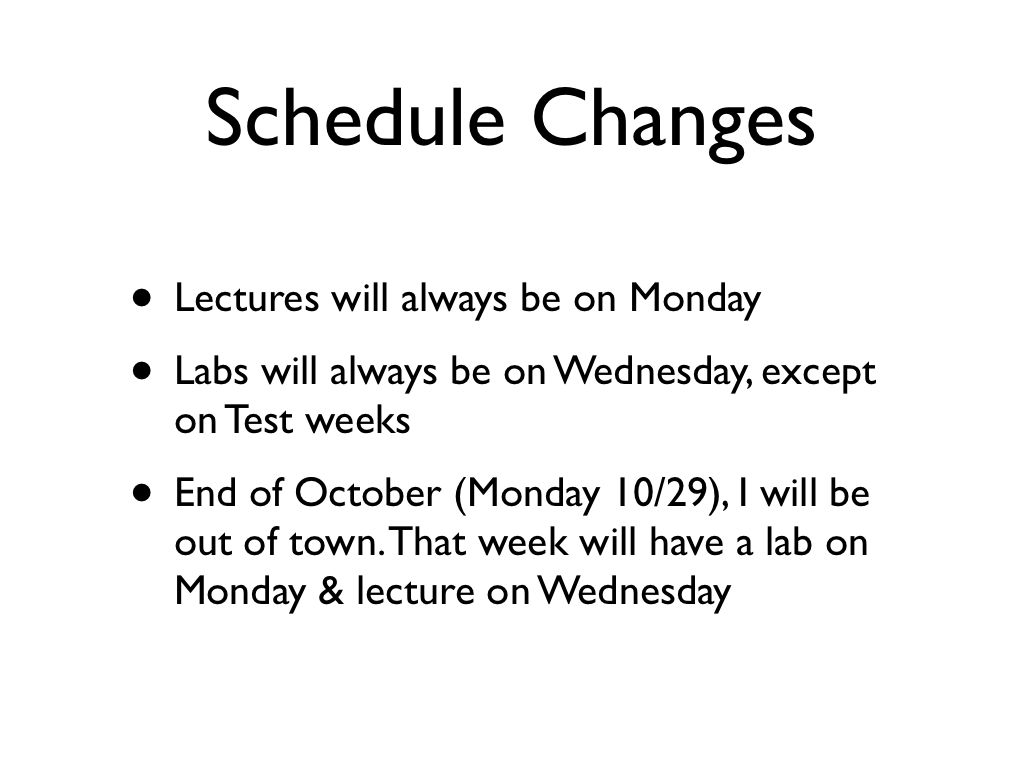 Schedule Changes
• Lectures will always be on Monday
• Labs will always be on Wednesday, except
on Test weeks
• End of October (Monday 10/29), I will be
out of town. That week will have a lab on
Monday & lecture on Wednesday